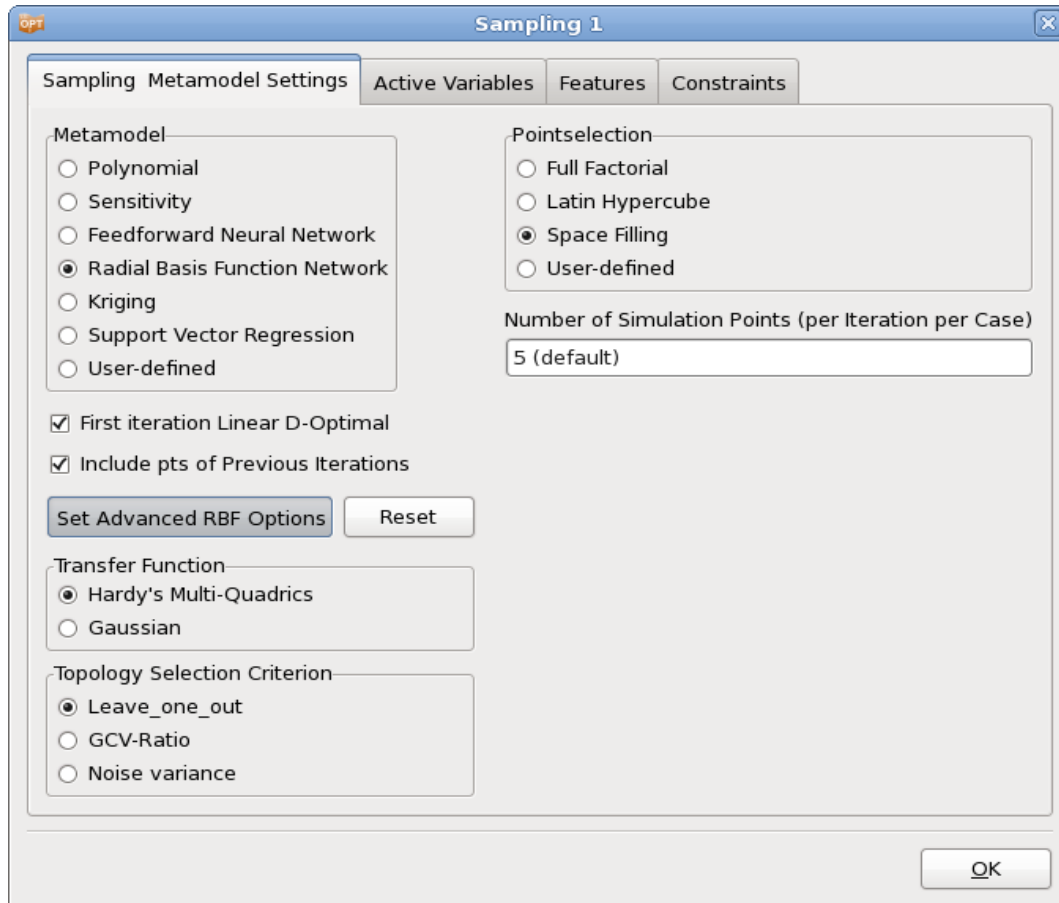 OPT
Sampling 1
Sampling Metamodel Settings
Active Variables
Features
Constraints
Metamodel
Polynomial
Sensitivity
Feedforward Neural Network
Radial Basis Function Network
Kriging
Support Vector Regression
User-defined
First iteration Linear D-Optimal
Include pts of Previous Iterations
Set Advanced RBF Options
Reset
Transfer Function
Hardy's Multi-Quadrics
Gaussian
Topology Selection Criterion
Leave_one_out
GCV-Ratio
Noise variance
Pointselection
Full Factorial
Latin Hypercube
Space Filling
User-defined
Number of Simulation Points (per Iteration per Case)
5 (default)
OK